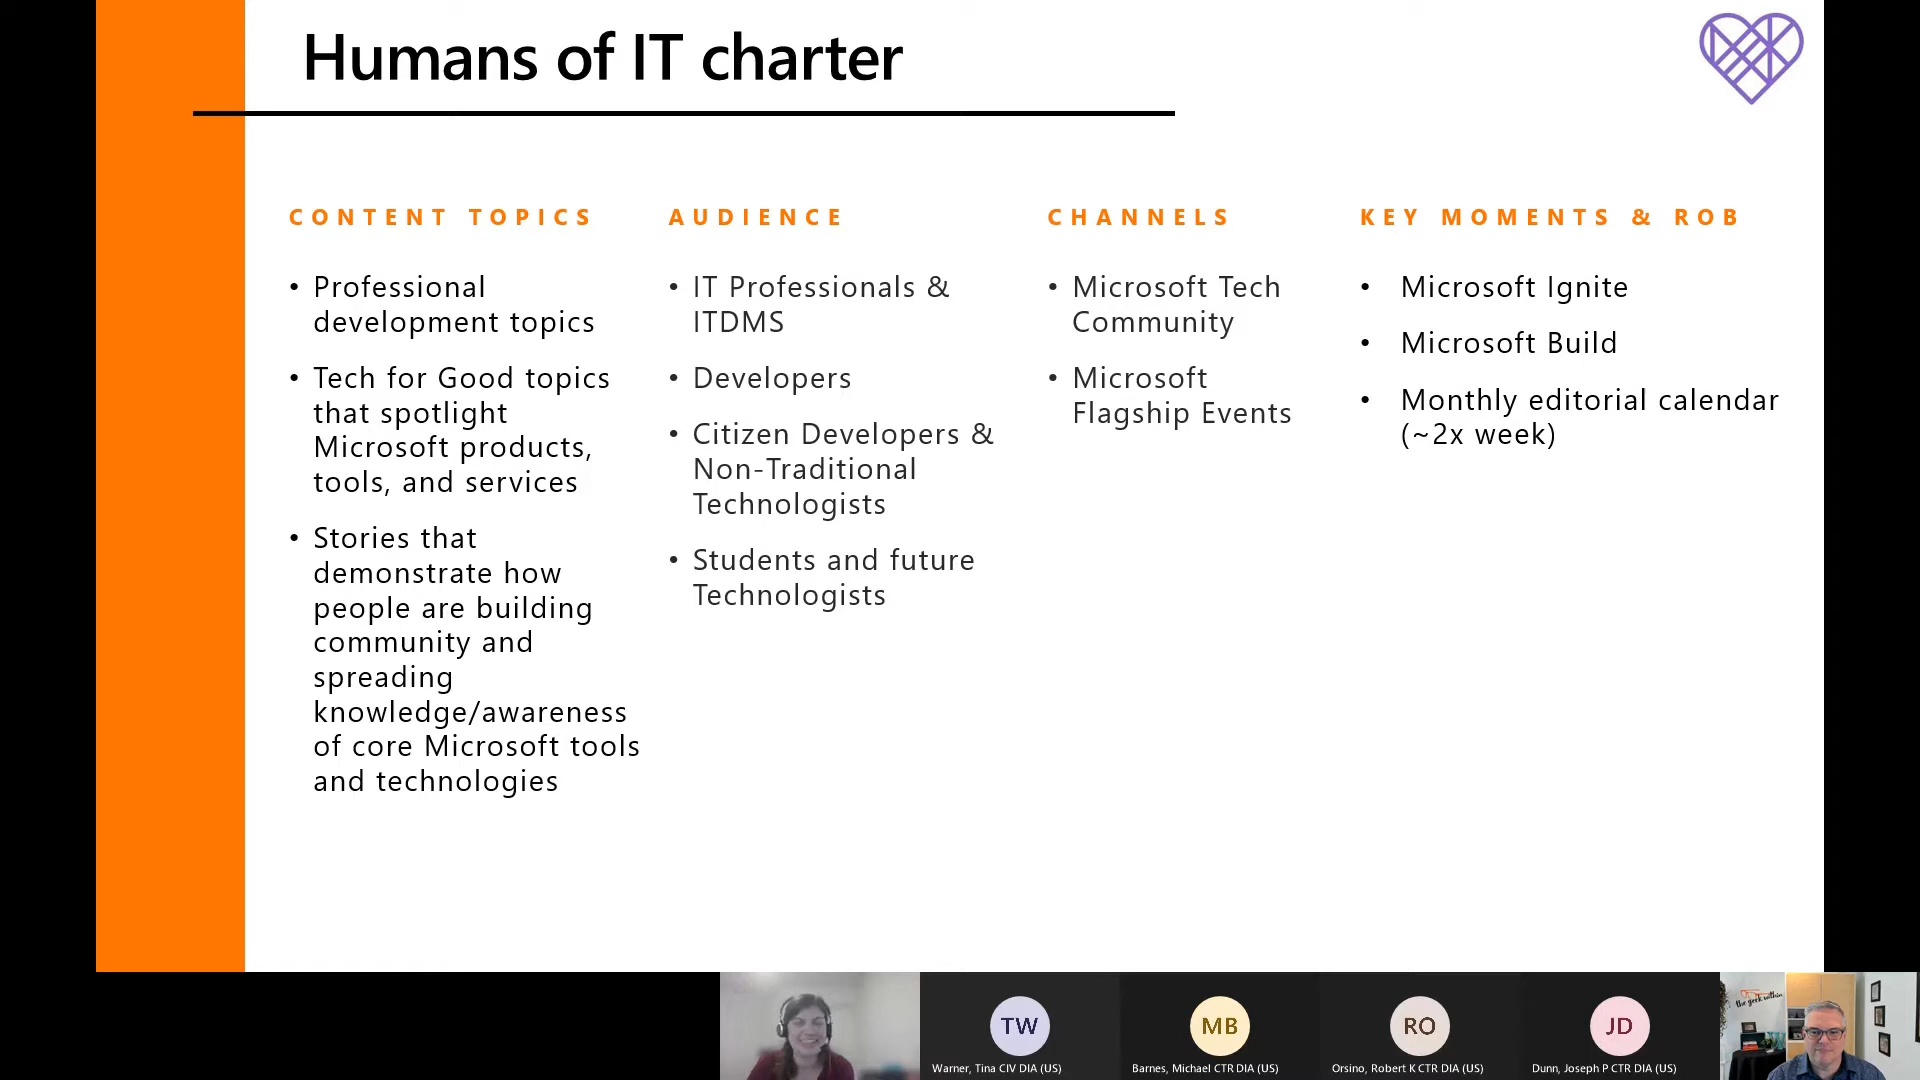 Humans of IT charter
CONTENT TOPICS
• Professional
development topics
• Tech for Good topics
that spotlight
Microsoft products,
tools, and services
• Stories that
demonstrate how
people are building
community and
spreading
knowledge/awareness
of core Microsoft tools
and technologies
AUDIENCE
• IT Professionals &
ITDMS
• Developers
• Citizen Developers &
Non-Traditional
Technologists
• Students and future
Technologists
CHANNELS
• Microsoft Tech
Community
• Microsoft
Flagship Events
KEY MOMENTS & ROB
• Microsoft Ignite
• Microsoft Build
• Monthly editorial calendar
(~2x week)
TW
Warner, Tina CIV DIA (US)
MB
Barnes, Michael CTR DIA (US)
RO
Orsino, Robert K CTR DIA (US)
JD
Dunn, Joseph P CTR DIA (US)
the geek within